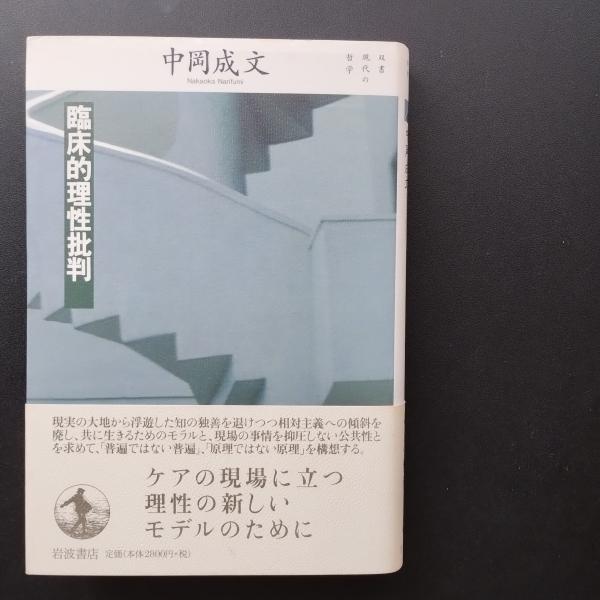 双書
現代の
哲学
中岡成文
Nakaoka Narifumi
臨床的理性批判
現実の大地から浮遊した知の独善を退けつつ相対主義への傾斜を
廃し、共に生きるためのモラルと、現場の事情を抑圧しない公共性と
を求めて、「普遍ではない普遍」、「原理ではない原理」を構想する。
ケアの現場に立つ
理性の新しい
モデルのために
岩波書店 定価(本体2800円+税)